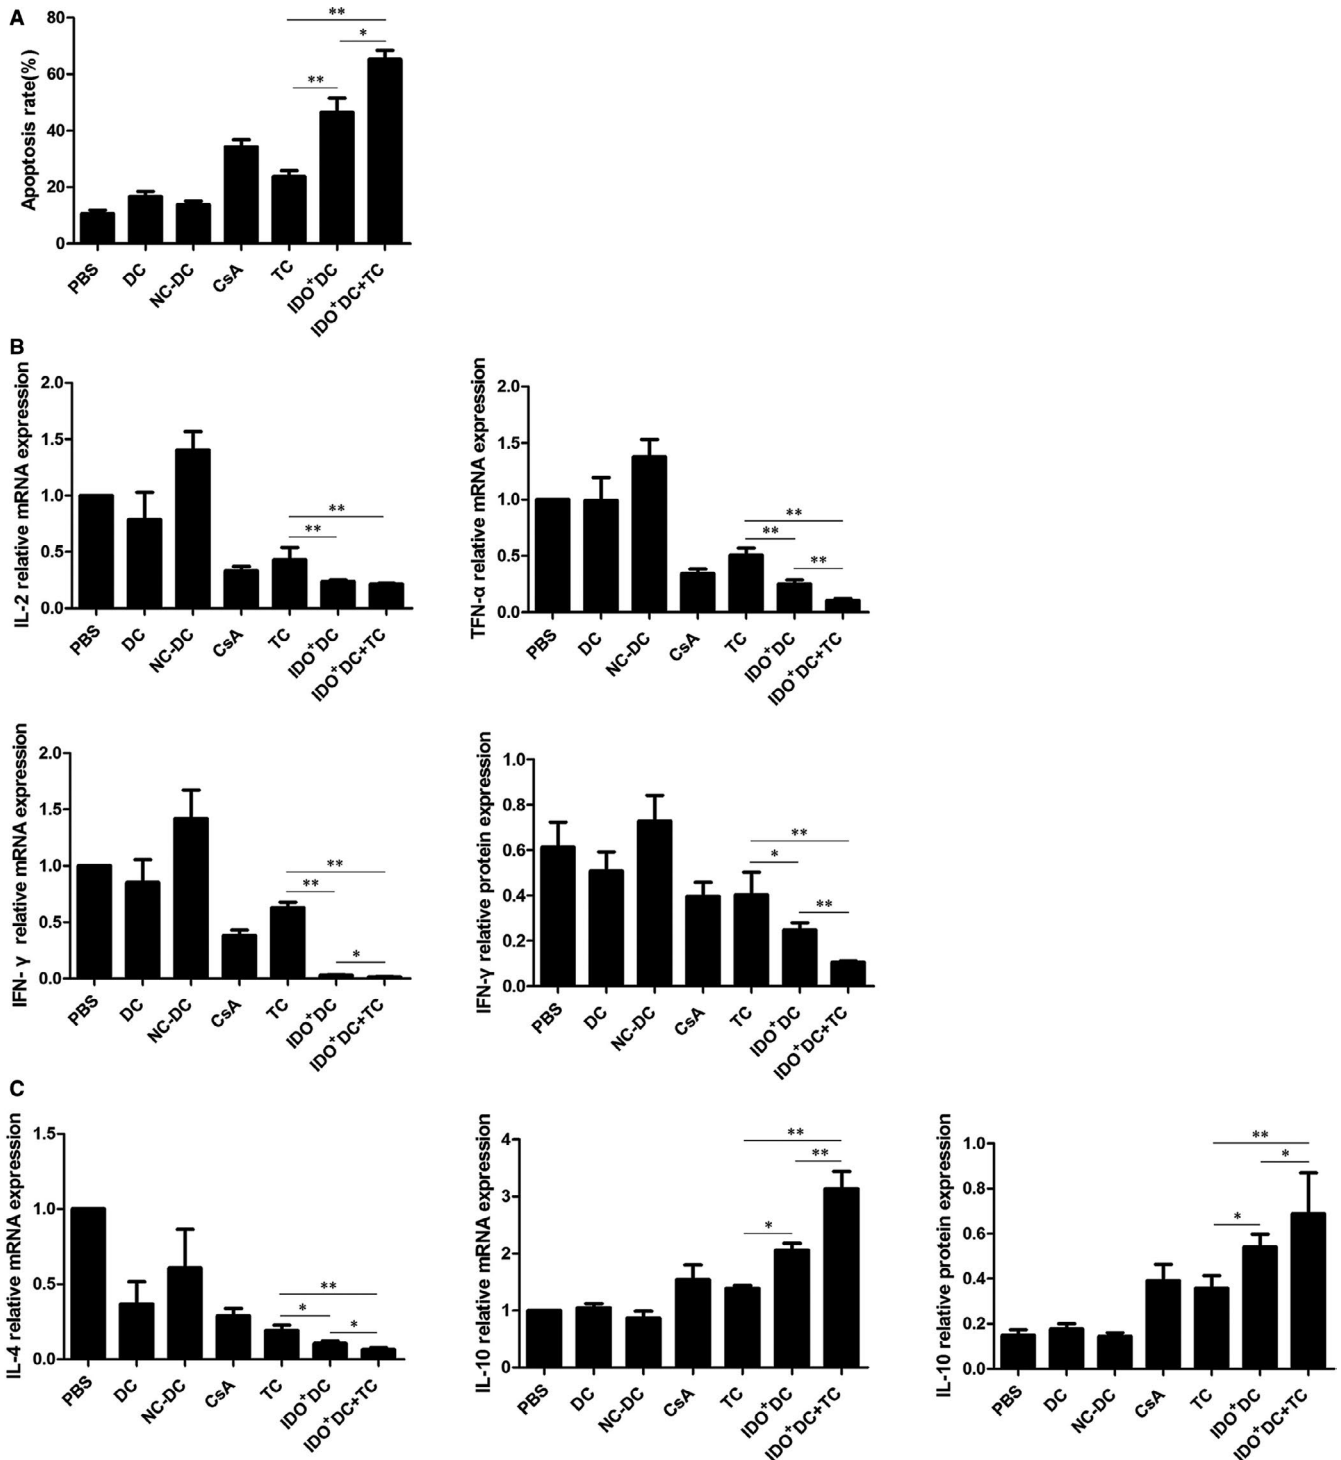 A
Apoptosis rate(%)
80
60
40
20
0
**
*
**
PBS
DC
NC-DC
CsA
TC
IDO+DC
IDO+DC+TC
B
IL-2 relative mRNA expression
2.0
1.5
1.0
0.5
0.0
**
**
PBS
DC
NC-DC
CsA
TC
IDO+DC
IDO+DC+TC
TFN-α relative mRNA expression
2.0
1.5
1.0
0.5
0.0
**
**
**
PBS
DC
NC-DC
CsA
TC
IDO+DC
IDO+DC+TC
IFN- γ relative mRNA expression
2.0
1.5
1.0
0.5
0.0
**
**
*
PBS
DC
NC-DC
CsA
TC
IDO+DC
IDO+DC+TC
IFN-γ relative protein expression
1.0
0.8
0.6
0.4
0.2
0.0
**
*
**
PBS
DC
NC-DC
CsA
TC
IDO+DC
IDO+DC+TC
C
IL-4 relative mRNA expression
1.5
1.0
0.5
0.0
**
*
*
PBS
DC
NC-DC
CsA
TC
IDO+DC
IDO+DC+TC
IL-10 relative mRNA expression
4
3
2
1
0
**
**
*
PBS
DC
NC-DC
CsA
TC
IDO+DC
IDO+DC+TC
IL-10 relative protein expression
1.0
0.8
0.6
0.4
0.2
0.0
**
*
*
PBS
DC
NC-DC
CsA
TC
IDO+DC
IDO+DC+TC